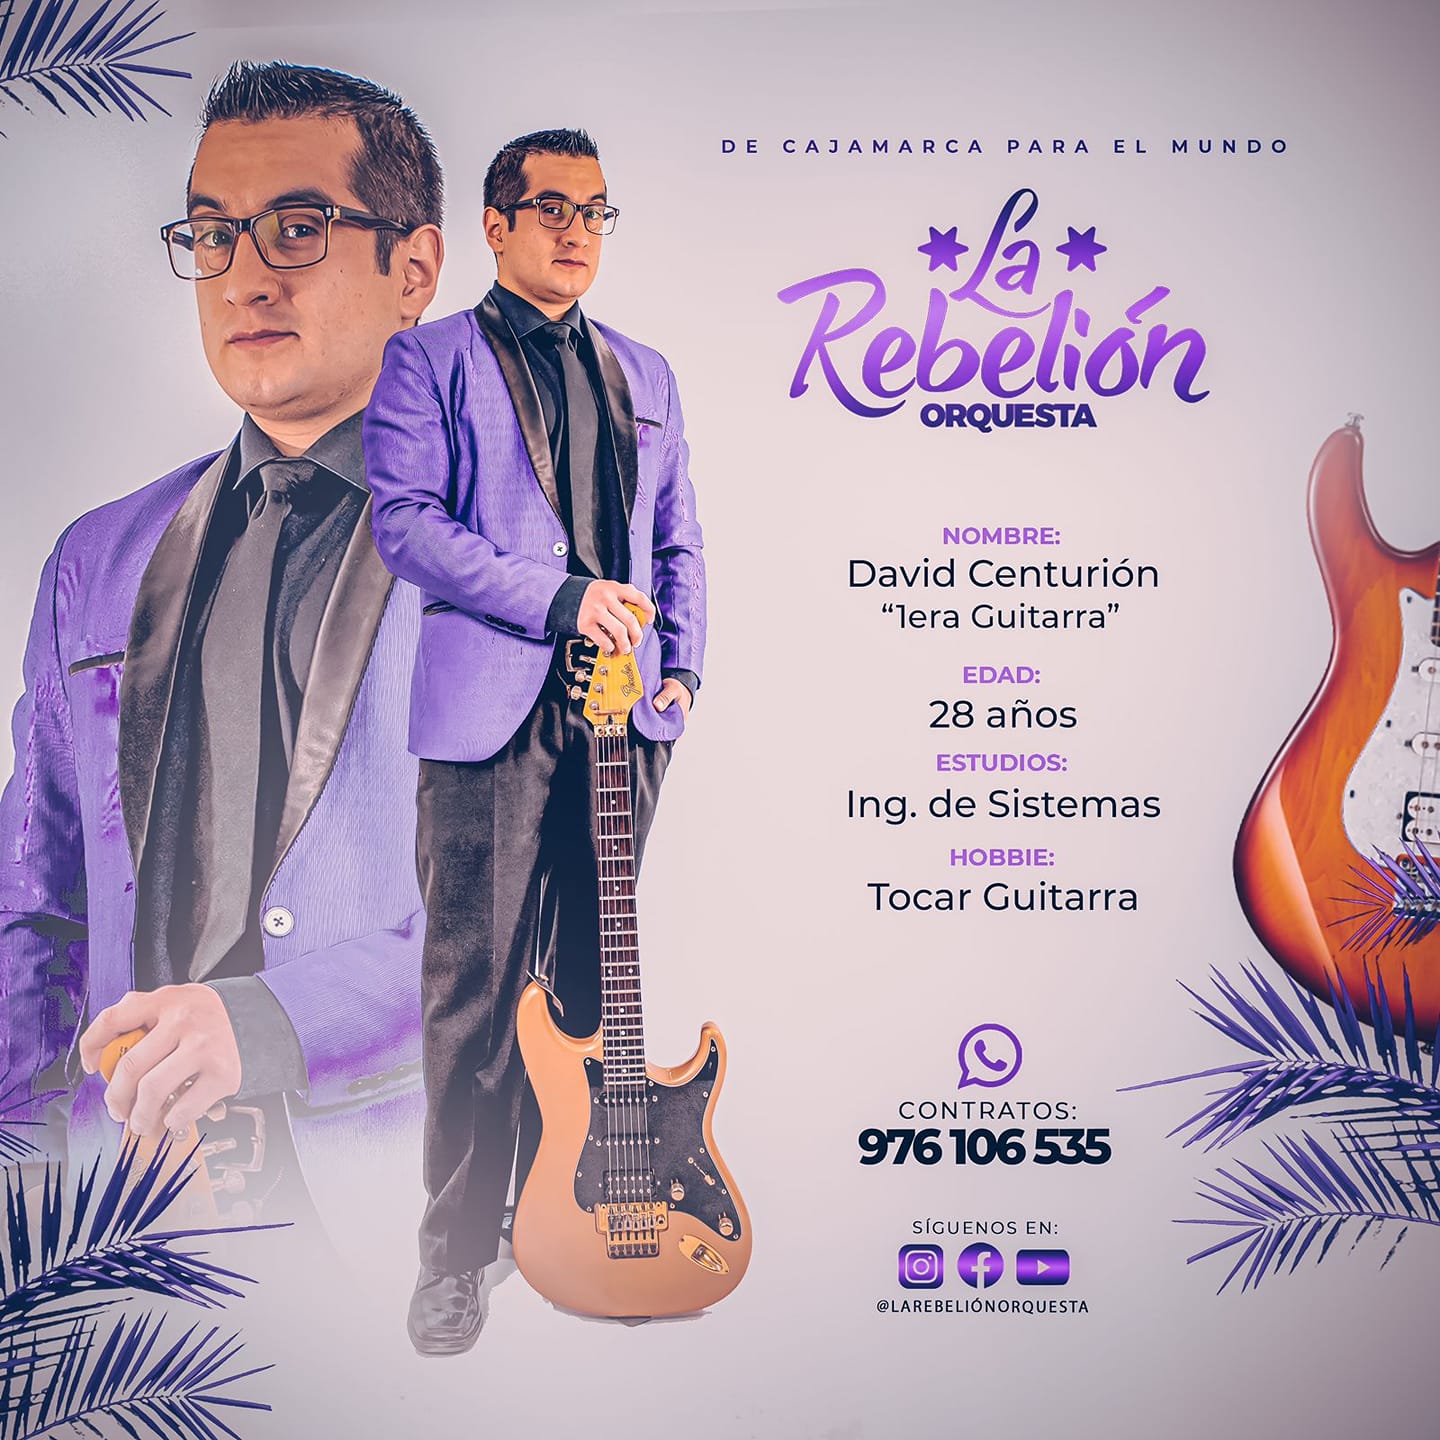 DE CAJAMARCA PARA EL MUNDO
La
Rebelión
ORQUESTA
NOMBRE:
David Centurión
“1era Guitarra”
EDAD:
28 años
ESTUDIOS:
Ing. de Sistemas
HOBBIE:
Tocar Guitarra
Fender
CONTRATOS:
976 106 535
SÍGUENOS EN:
@LAREBELIÓNORQUESTA